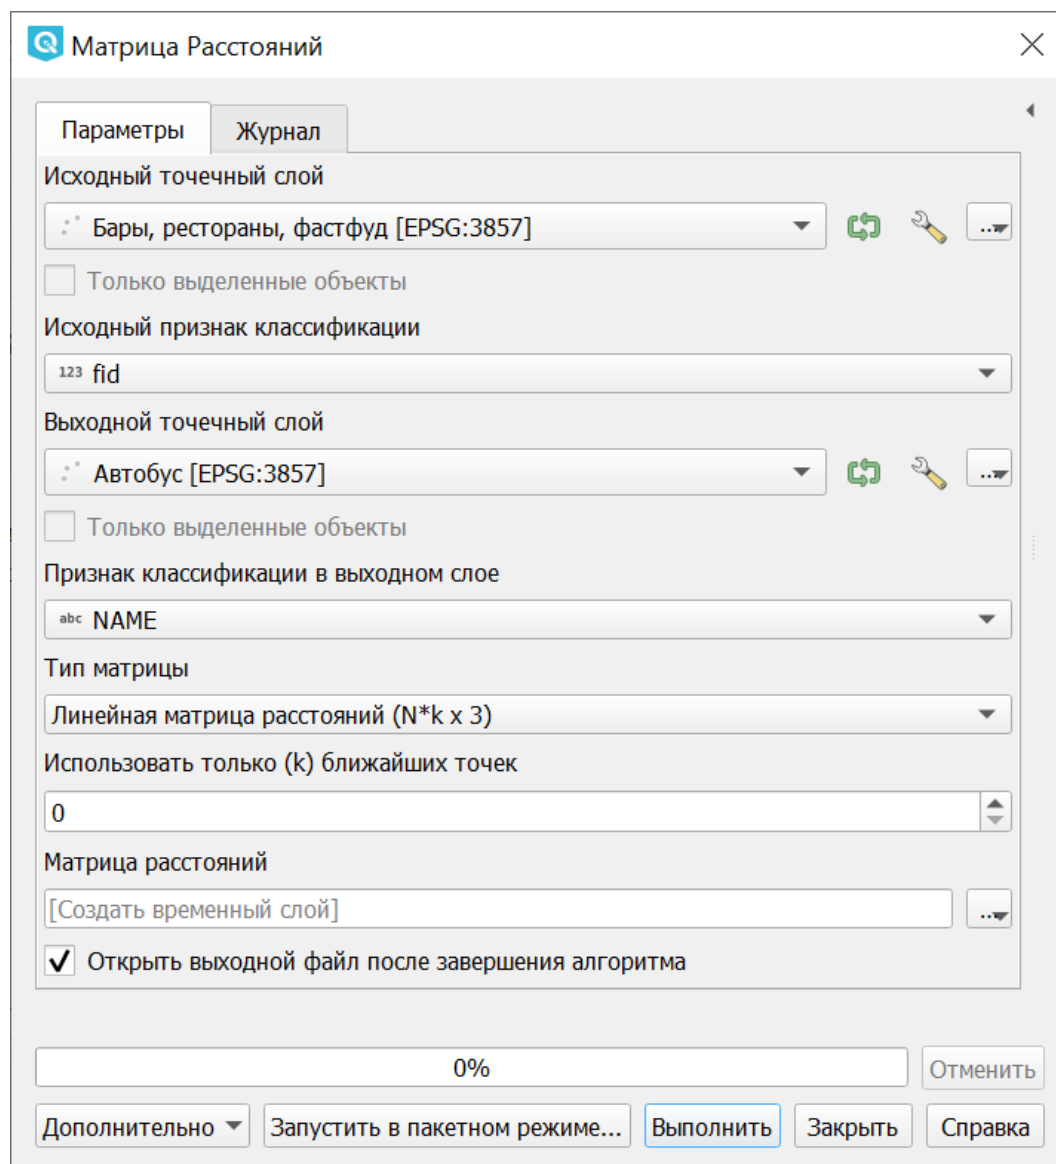 Матрица Расстояний
Параметры
Журнал
Исходный точечный слой
Бары, рестораны, фастфуд [EPSG:3857]
...
Только выделенные объекты
Исходный признак классификации
123 fid
Выходной точечный слой
Автобус [EPSG:3857]
...
Только выделенные объекты
Признак классификации в выходном слое
abc NAME
Тип матрицы
Линейная матрица расстояний (N*k x 3)
Использовать только (k) ближайших точек
0
Матрица расстояний
[Создать временный слой]
...
Открыть выходной файл после завершения алгоритма
0%
Отменить
Дополнительно
Запустить в пакетном режиме...
Выполнить
Закрыть
Справка